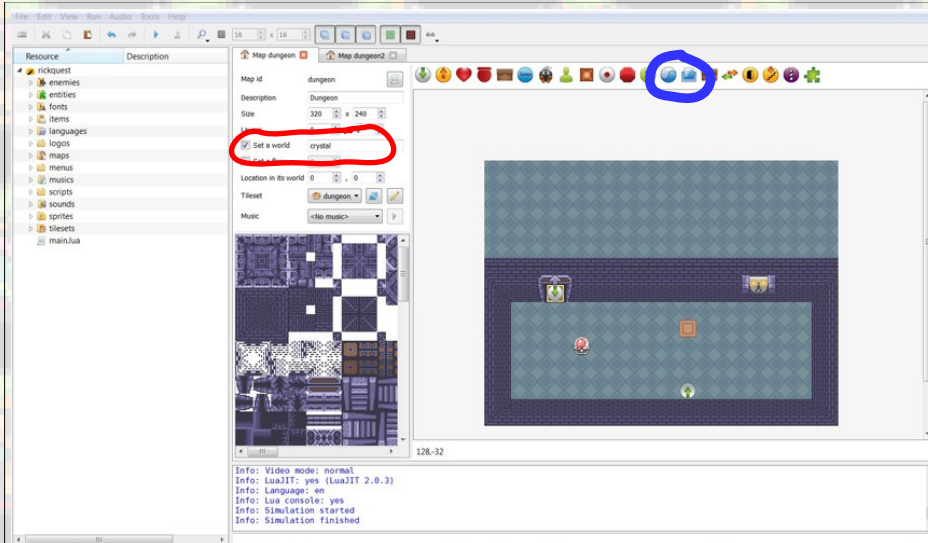 File Edit View Run Audio Tools Help
16 x 16
Resource Description
Map dungeon Map dungeon2
rickquest
enemies
entities
fonts
items
languages
logos
maps
menus
musics
scripts
sounds
sprites
tilesets
main.lua
Map id dungeon
Description Dungeon
Size 320 x 240
Set a world crystal
Location in its world 0 , 0
Tileset dungeon
Music <No music>
128,-32
Info: Video mode: normal
Info: LuaJIT: yes (LuaJIT 2.0.3)
Info: Language: en
Info: Lua console: yes
Info: Simulation started
Info: Simulation finished